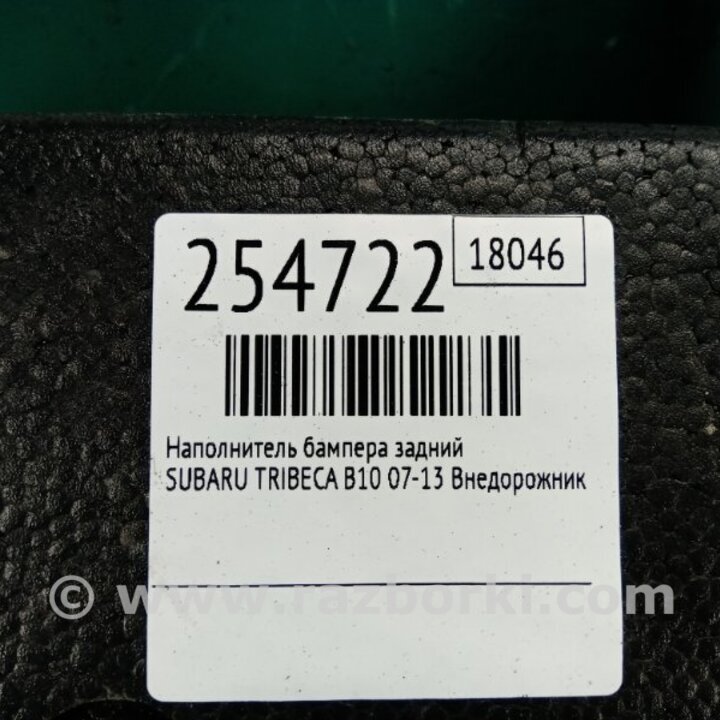 254722
18046
Наполнитель бампера задний
SUBARU TRIBECA B10 07-13 Внедорожник
© www.razborki.com